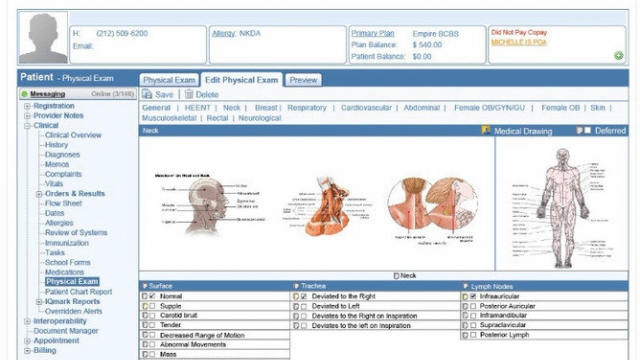 H: (212) 509-6200
Email:
Allergy: NKDA
Primary Plan Empire BCBS
Plan Balance: $ 540.00
Patient Balance: $0.00
Did Not Pay Copay
MICHELLE IS POA
Patient - Physical Exam
Physical Exam
Edit Physical Exam
Preview
Messaging Online (3/148)
Save | Delete
Registration
Provider Notes
Clinical
Clinical Overview
History
Diagnoses
Memos
Complaints
Vitals
Orders & Results
Flow Sheet
Dates
Allergies
Review of Systems
Immunization
Tasks
School Forms
Medications
Physical Exam
Patient Chart Report
IQmark Reports
Overridden Alerts
Interoperability
Document Manager
Appointment
Billing
General | HEENT | Neck | Breast | Respiratory | Cardiovascular | Abdominal | Female OB/GYN/GU | Female OB | Skin |
Musculoskeletal | Rectal | Neurological
Neck
Medical Drawing
Deferred
Neck
Surface
Normal
Supple
Carotid bruit
Tender
Decreased Range of Motion
Abnormal Movements
Mass
Trachea
Deviated to the Right
Deviated to Left
Deviates to the Right on Inspiration
Deviates to the left on Inspiration
Lymph Nodes
Infraauricular
Posterior Auricular
Inframandibular
Supraclavicular
Posterior Lymph